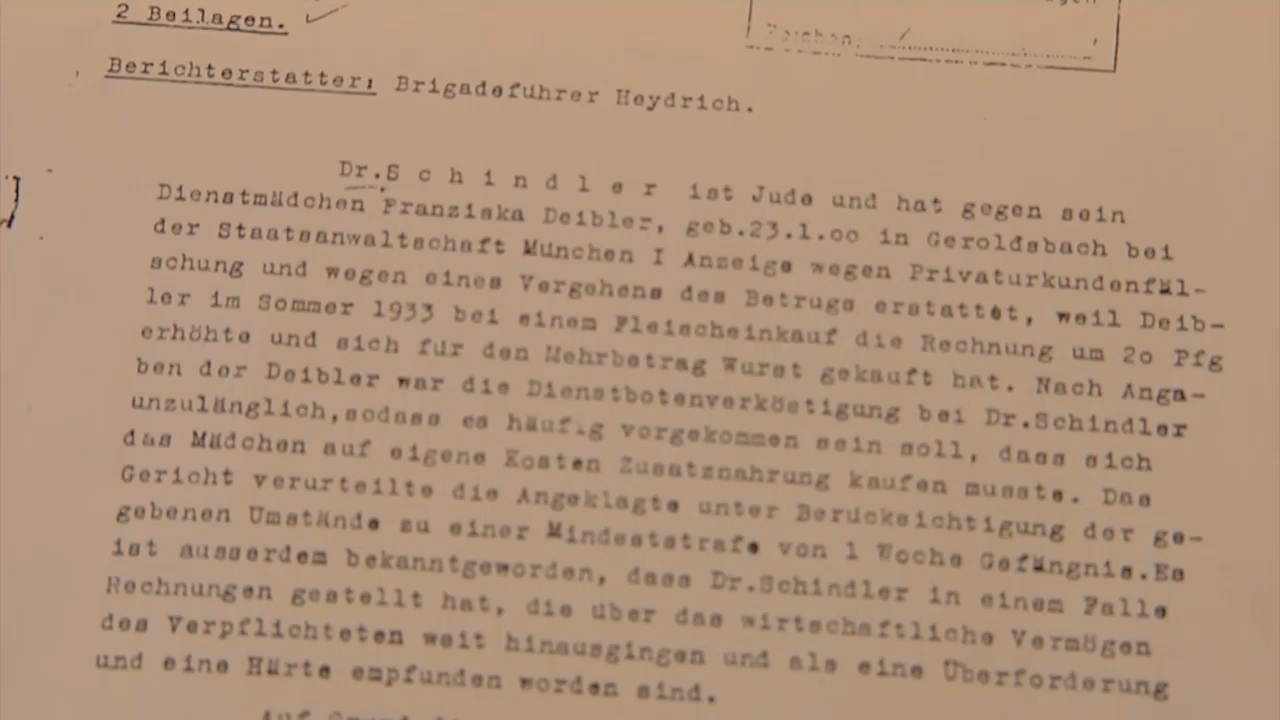 2 Beilagen.
Zeichen:
Berichterstatter: Brigadeführer Heydrich.
Dr.S c h i n d l e r ist Jude und hat gegen sein
Dienstmädchen Franziska Deibler, geb.23.1.oo in Geroldsbach bei
der Staatsanwaltschaft München I Anzeige wegen Privaturkundenfäl-
schung und wegen eines Vergehens des Betrugs erstattet, weil Deib-
ler im Sommer 1933 bei einem Fleischeinkauf die Rechnung um 2o Pfg
erhöhte und sich für den Mehrbetrag Wurst gekauft hat. Nach Anga-
ben der Deibler war die Dienstbotenverköstigung bei Dr.Schindler
unzulänglich,sodass es häufig vorgekommen sein soll, dass sich
das Mädchen auf eigene Kosten Zusatznahrung kaufen musste. Das
Gericht verurteilte die Angeklagte unter Berücksichtigung der ge-
gebenen Umstände zu einer Mindeststrafe von 1 Woche Gefängnis.Es
ist ausserdem bekanntgeworden, dass Dr.Schindler in einem Falle
Rechnungen gestellt hat, die über das wirtschaftliche Vermögen
des Verpflichteten weit hinausgingen und als eine Überforderung
und eine Härte empfunden worden sind.